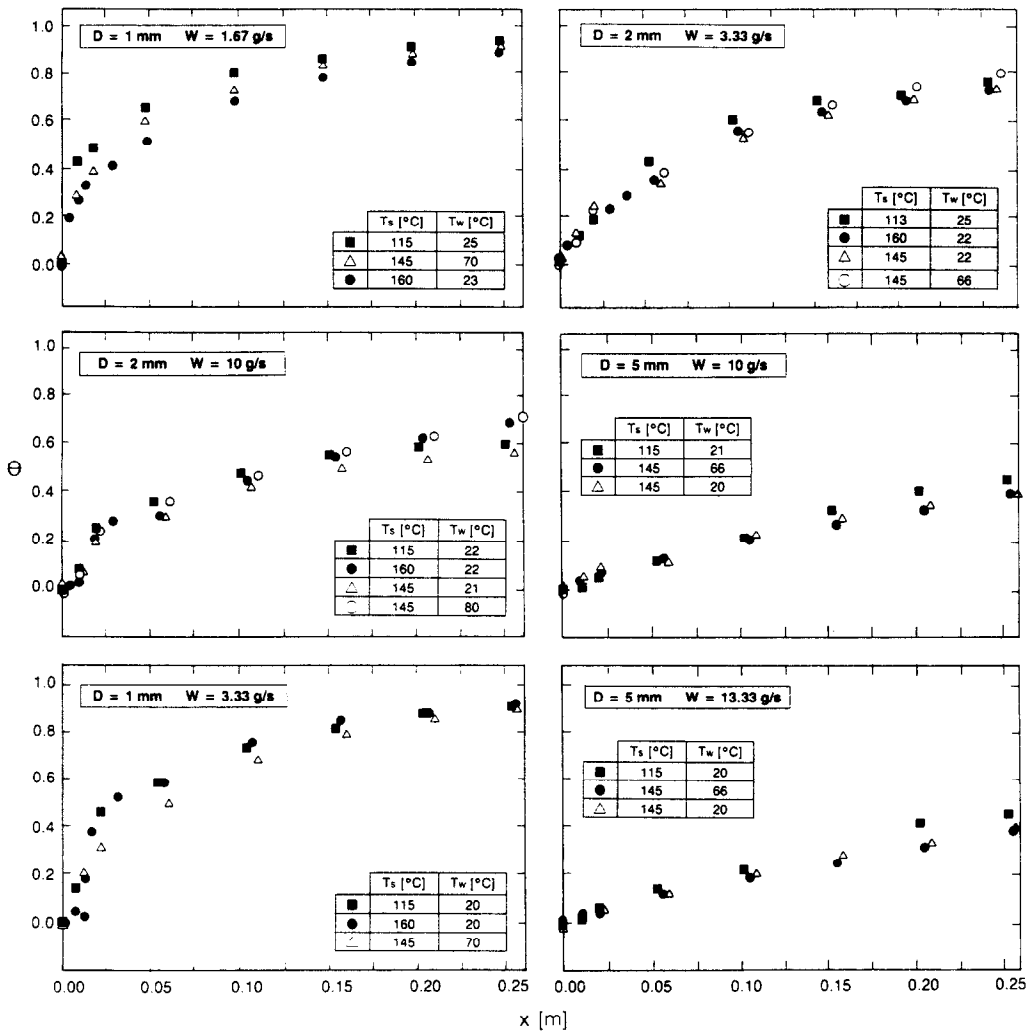 D = 1 mm W = 1.67 g/s
1.0
0.8
0.6
0.4
0.2
0.0
Ts [°C] Tw [°C]
115 25
145 70
160 23
D = 2 mm W = 3.33 g/s
Ts [°C] Tw [°C]
113 25
160 22
145 22
145 66
D = 2 mm W = 10 g/s
1.0
0.8
0.6
0.4
0.2
0.0
Θ
Ts [°C] Tw [°C]
115 22
160 22
145 21
145 80
D = 5 mm W = 10 g/s
Ts [°C] Tw [°C]
115 21
145 66
145 20
D = 1 mm W = 3.33 g/s
1.0
0.8
0.6
0.4
0.2
0.0
Ts [°C] Tw [°C]
115 20
160 20
145 70
0.00 0.05 0.10 0.15 0.20 0.25
D = 5 mm W = 13.33 g/s
Ts [°C] Tw [°C]
115 20
145 66
145 20
0.00 0.05 0.10 0.15 0.20 0.25
x [m]